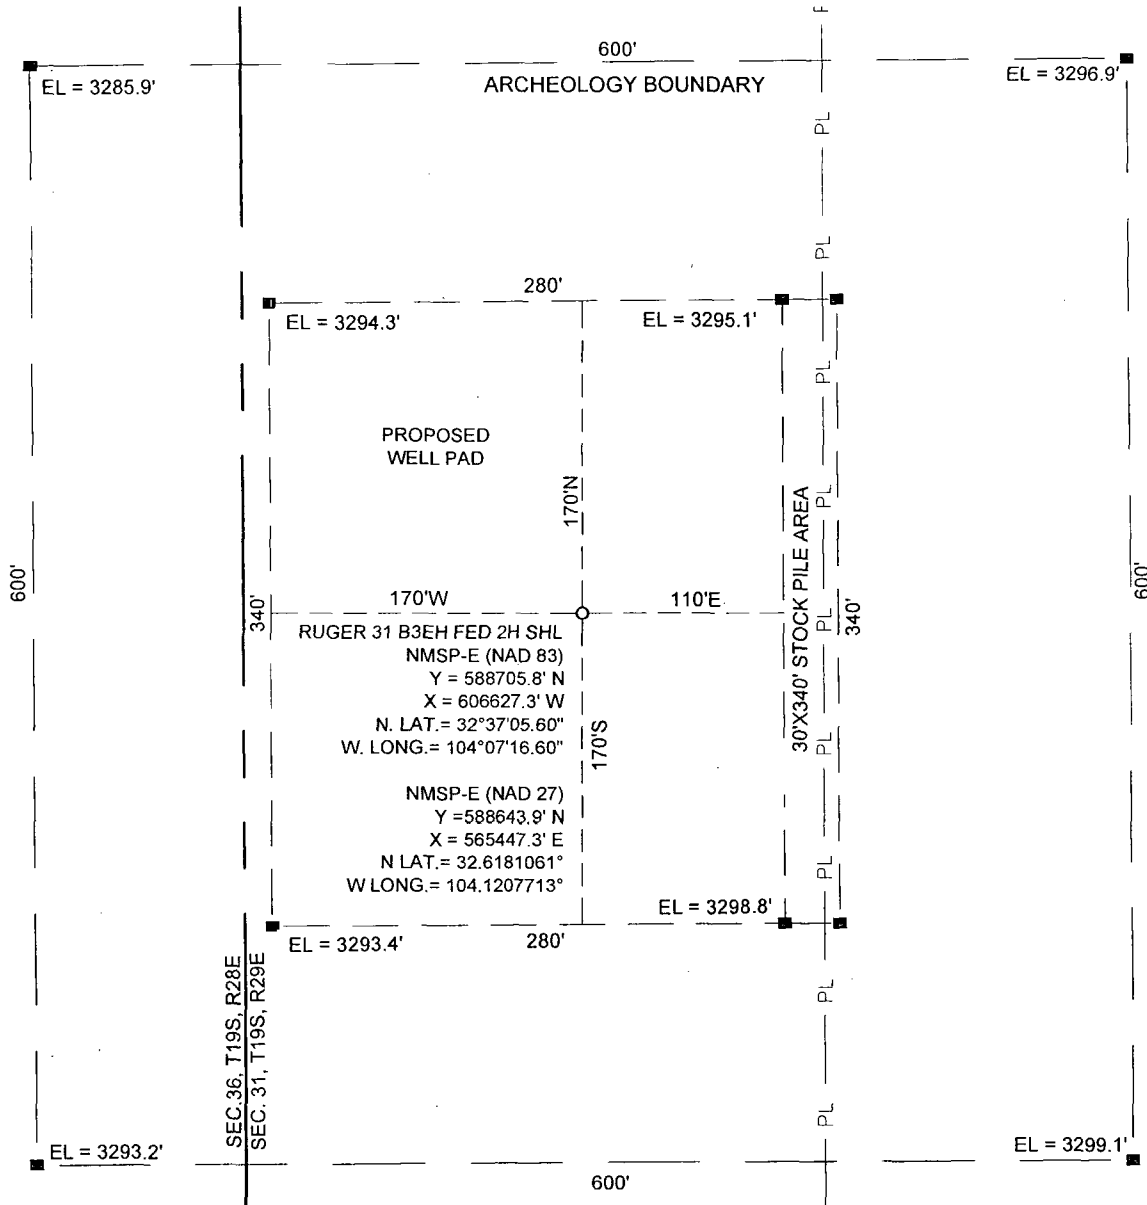 600'
ARCHEOLOGY BOUNDARY
EL = 3285.9'
EL = 3296.9'
PL
PL
280'
EL = 3294.3'
EL = 3295.1'
PL
PROPOSED
WELL PAD
170'N
PL
30'X340' STOCK PILE AREA
600'
600'
340'
170'W
110'E
PL
340'
RUGER 31 B3EH FED 2H SHL
NMSP-E (NAD 83)
Y = 588705.8' N
X = 606627.3' W
N. LAT.= 32°37'05.60"
W. LONG.= 104°07'16.60"
170'S
PL
NMSP-E (NAD 27)
Y =588643.9' N
X = 565447.3' E
N LAT.= 32.6181061°
W LONG.= 104.1207713°
PL
EL = 3298.8'
EL = 3293.4'
280'
SEC.36, T19S, R28E
SEC. 31, T19S, R29E
PL
PL
EL = 3293.2'
EL = 3299.1'
600'